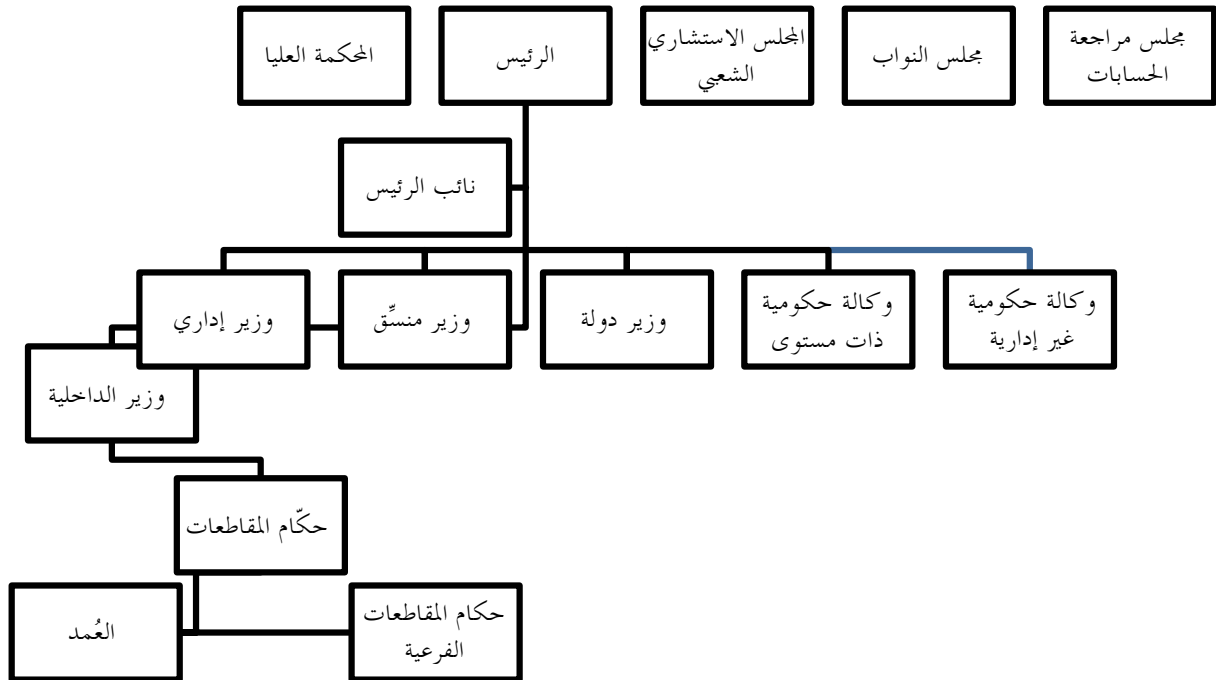 مجلس مراجعة
الحسابات
مجلس النواب
المجلس الاستشاري
الشعبي
الرئيس
المحكمة العليا
نائب الرئيس
وكالة حكومية
غير إدارية
وكالة حكومية
ذات مستوى
وزير دولة
وزير منسِّق
وزير إداري
وزير الداخلية
حكّام المقاطعات
حكام المقاطعات
الفرعية
العُمد